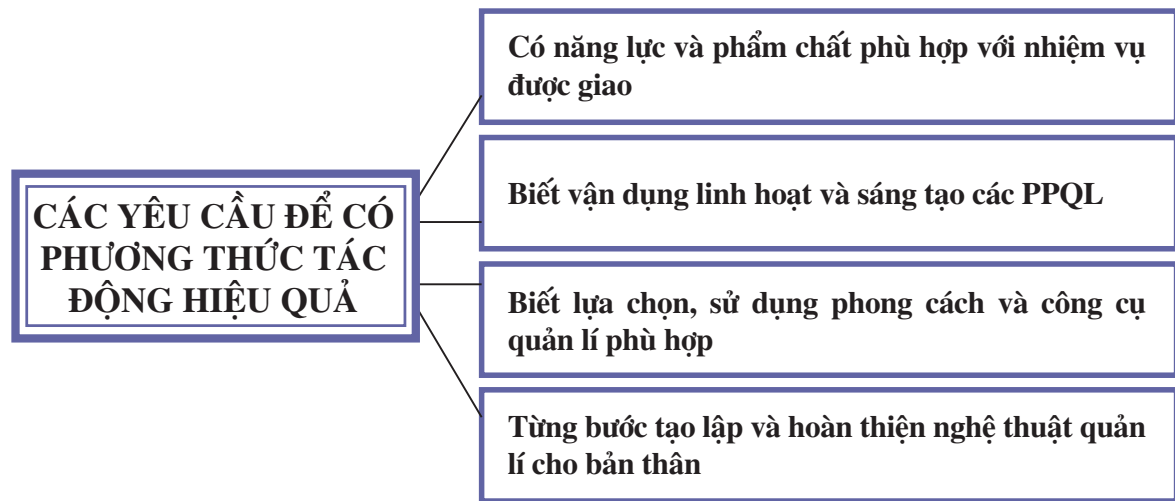 CÁC YÊU CẦU ĐỂ CÓ
PHƯƠNG THỨC TÁC
ĐỘNG HIỆU QUẢ
Có năng lực và phẩm chất phù hợp với nhiệm vụ
được giao
Biết vận dụng linh hoạt và sáng tạo các PPQL
Biết lựa chọn, sử dụng phong cách và công cụ
quản lí phù hợp
Từng bước tạo lập và hoàn thiện nghệ thuật quản
lí cho bản thân